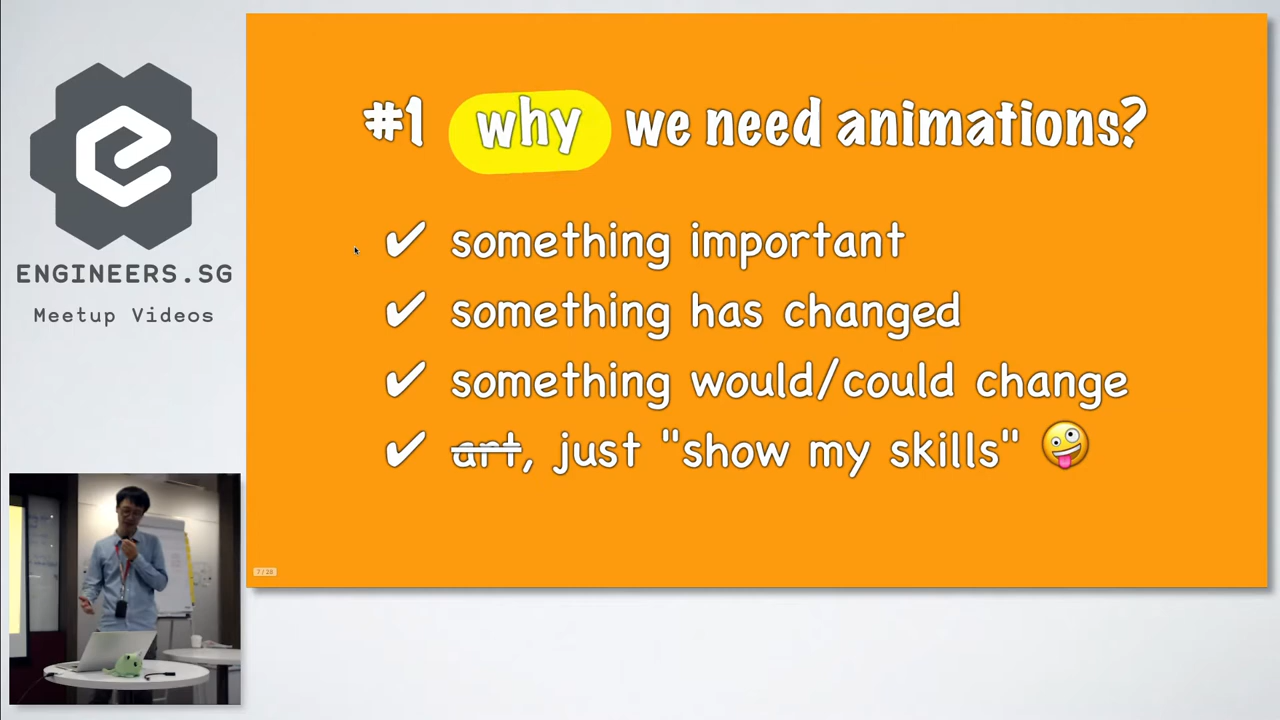 #1 why we need animations?
✔ something important
✔ something has changed
✔ something would/could change
✔ art, just "show my skills" 🤪
ENGINEERS.SG
Meetup Videos